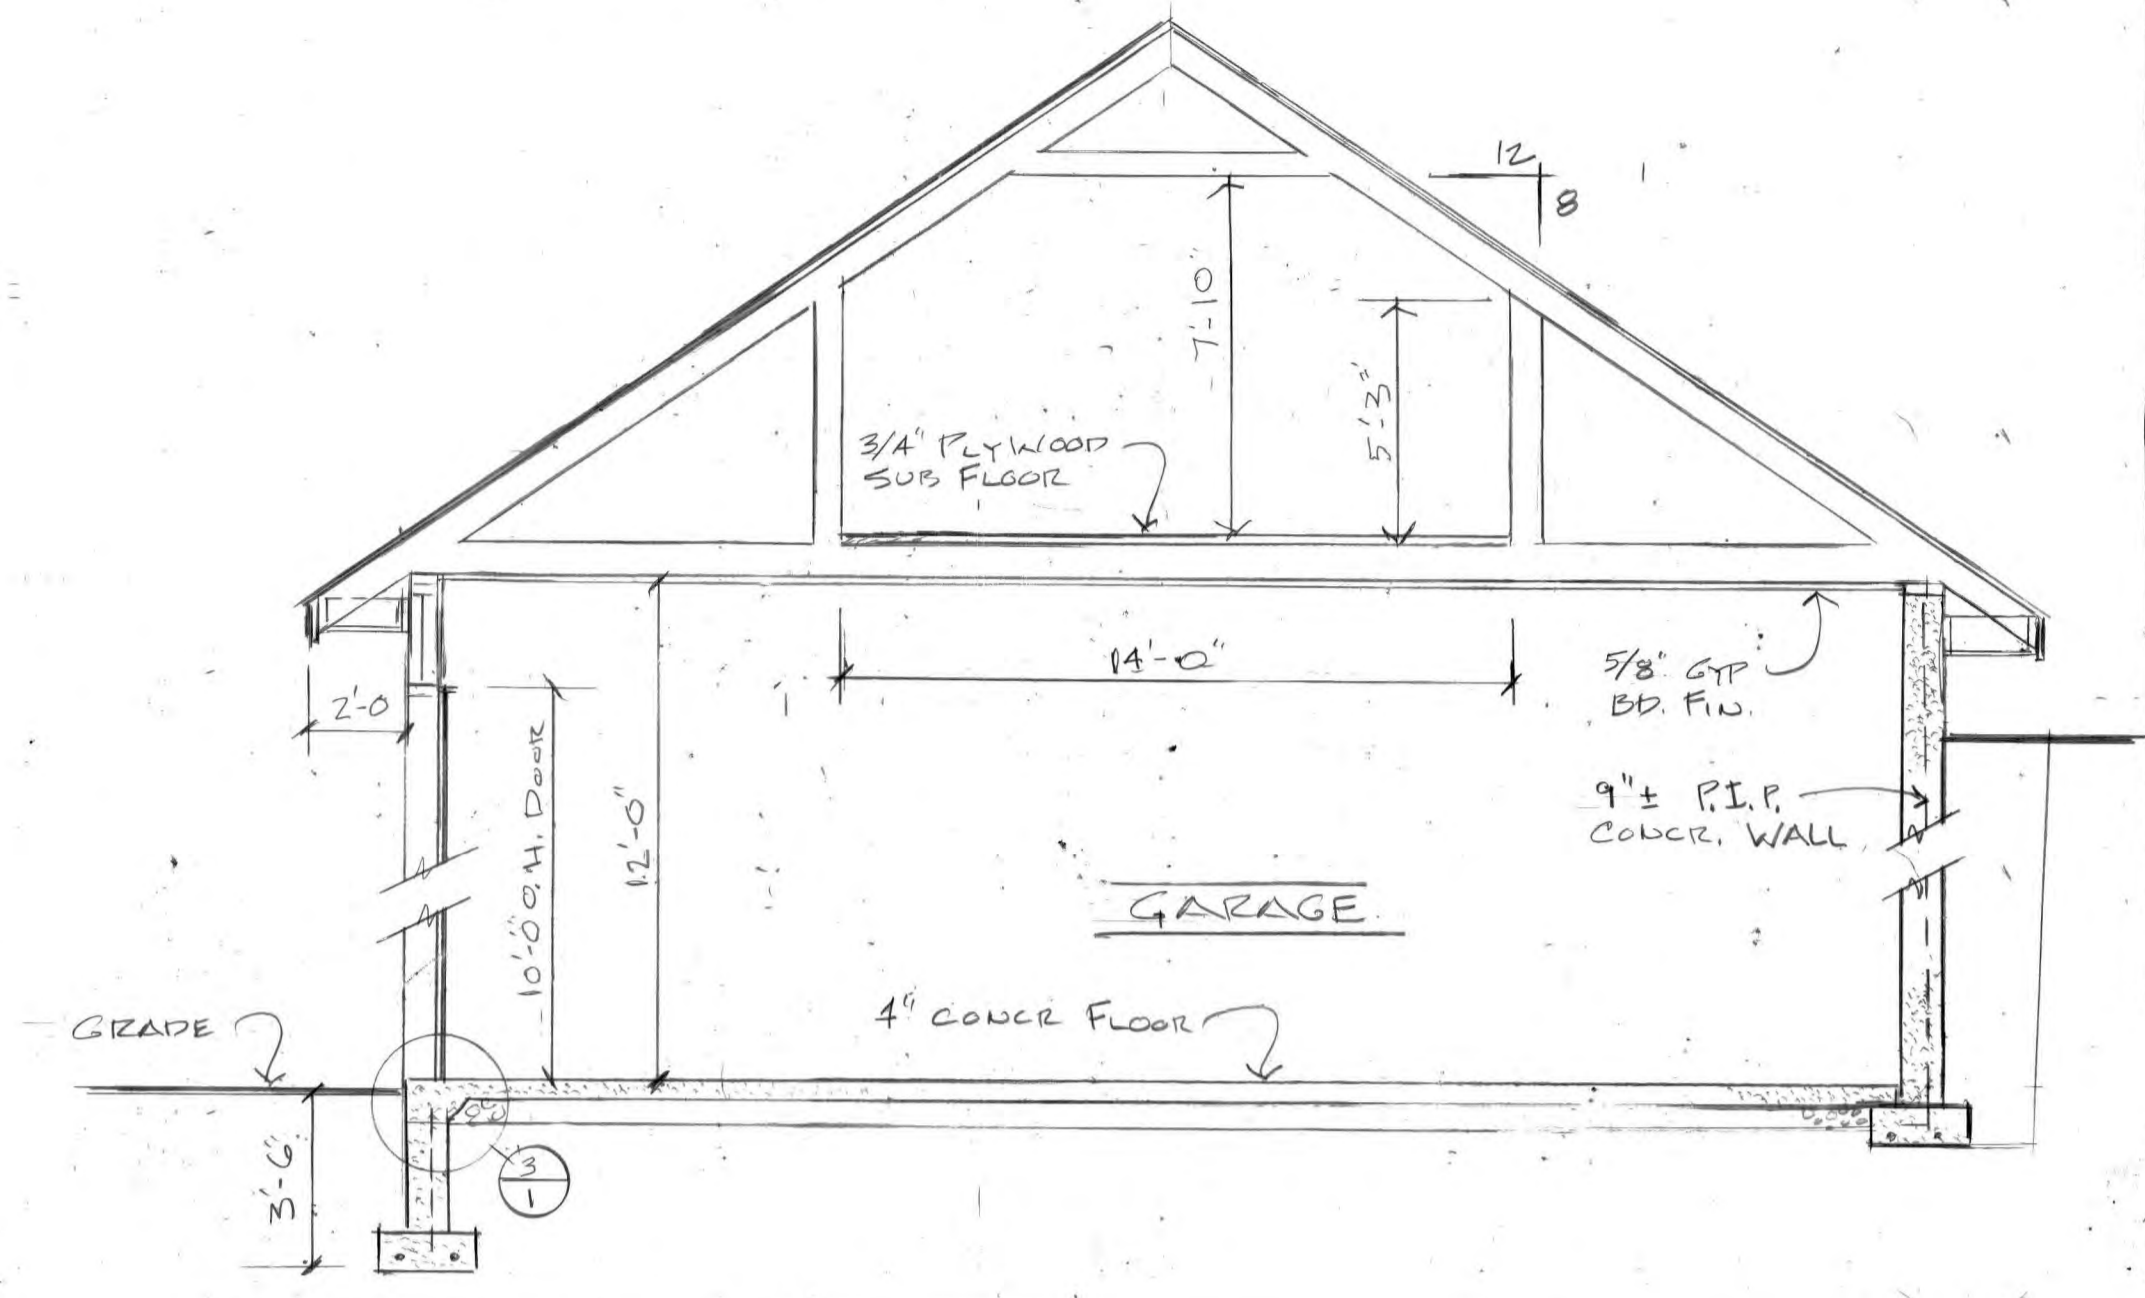 12
8
7'-10"
5'-3"
3/4" PLYWOOD
SUB FLOOR
14'-0"
5/8" GYP
BD. FIN.
2'-0
10'-0" O.H. DOOR
12'-0"
9"± P.I.P.
CONCR. WALL
GARAGE
4" CONCR FLOOR
GRADE
3'-6"
3
1